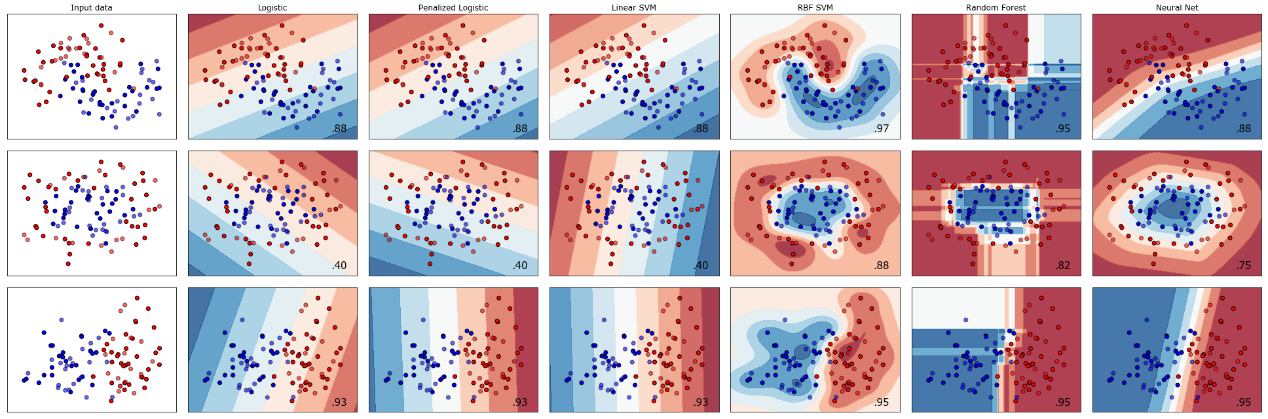 Input data
Logistic
Penalized Logistic
Linear SVM
RBF SVM
Random Forest
Neural Net
.88
.88
.88
.97
.95
.88
.40
.40
.40
.88
.82
.75
.93
.93
.93
.95
.95
.95